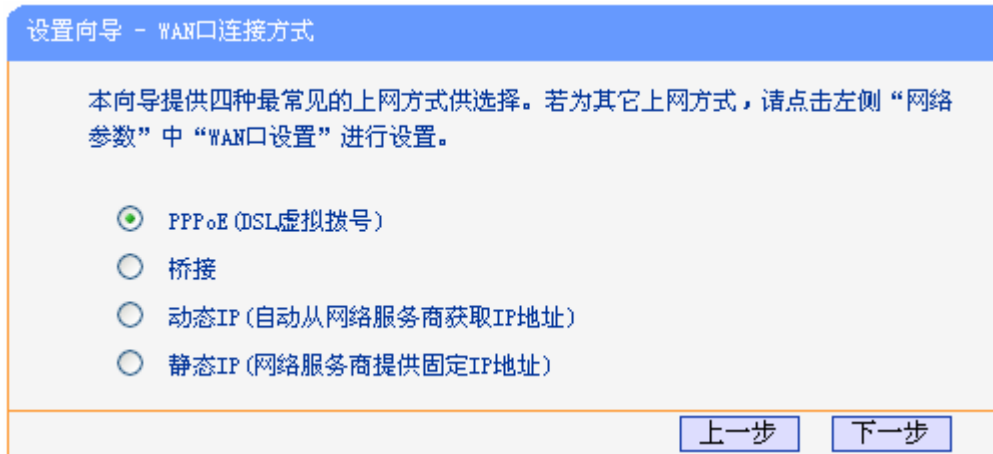 设置向导 - WAN口连接方式
本向导提供四种最常见的上网方式供选择。若为其它上网方式，请点击左侧“网络
参数”中“WAN口设置”进行设置。
PPPoE(DSL虚拟拨号)
桥接
动态IP(自动从网络服务商获取IP地址)
静态IP(网络服务商提供固定IP地址)
上一步 下一步